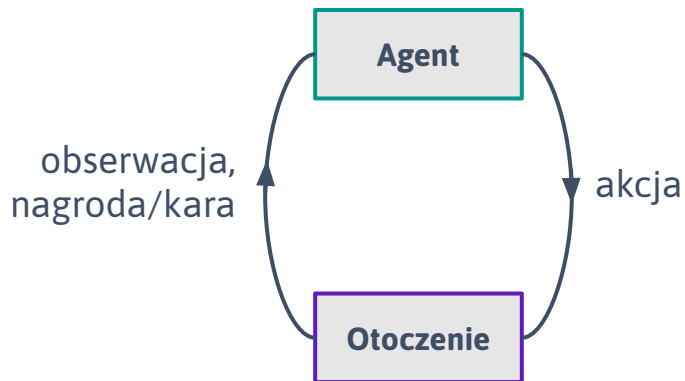 Agent
obserwacja,
nagroda/kara
akcja
Otoczenie